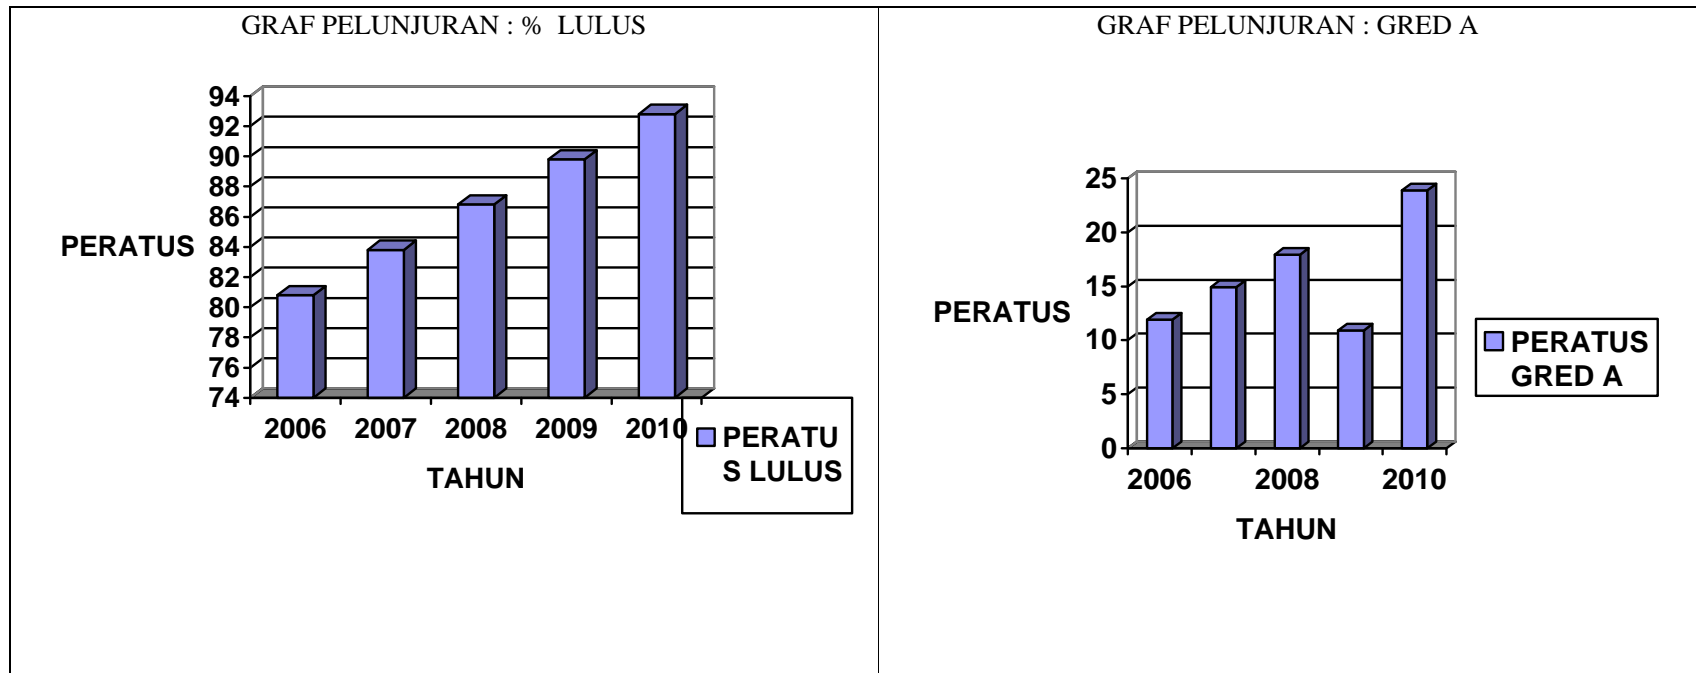 GRAF PELUNJURAN : % LULUS
94
92
90
88
86
84
82
80
78
76
74
PERATUS
2006 2007 2008 2009 2010
TAHUN
PERATU
S LULUS
GRAF PELUNJURAN : GRED A
25
20
15
10
5
0
PERATUS
2006 2008 2010
TAHUN
PERATUS
GRED A